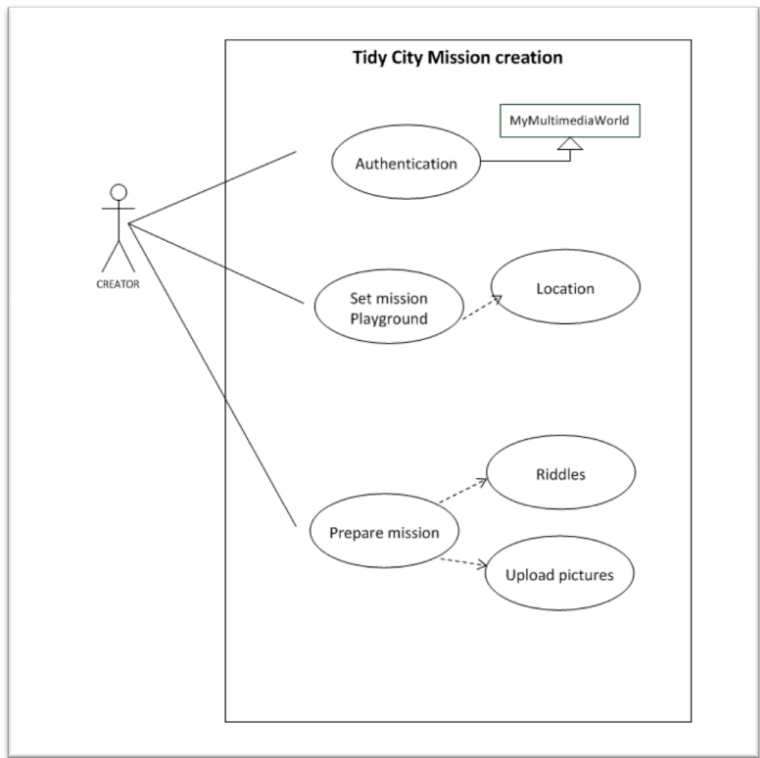 Tidy City Mission creation
MyMultimediaWorld
Authentication
CREATOR
Set mission
Playground
Location
Riddles
Prepare mission
Upload pictures